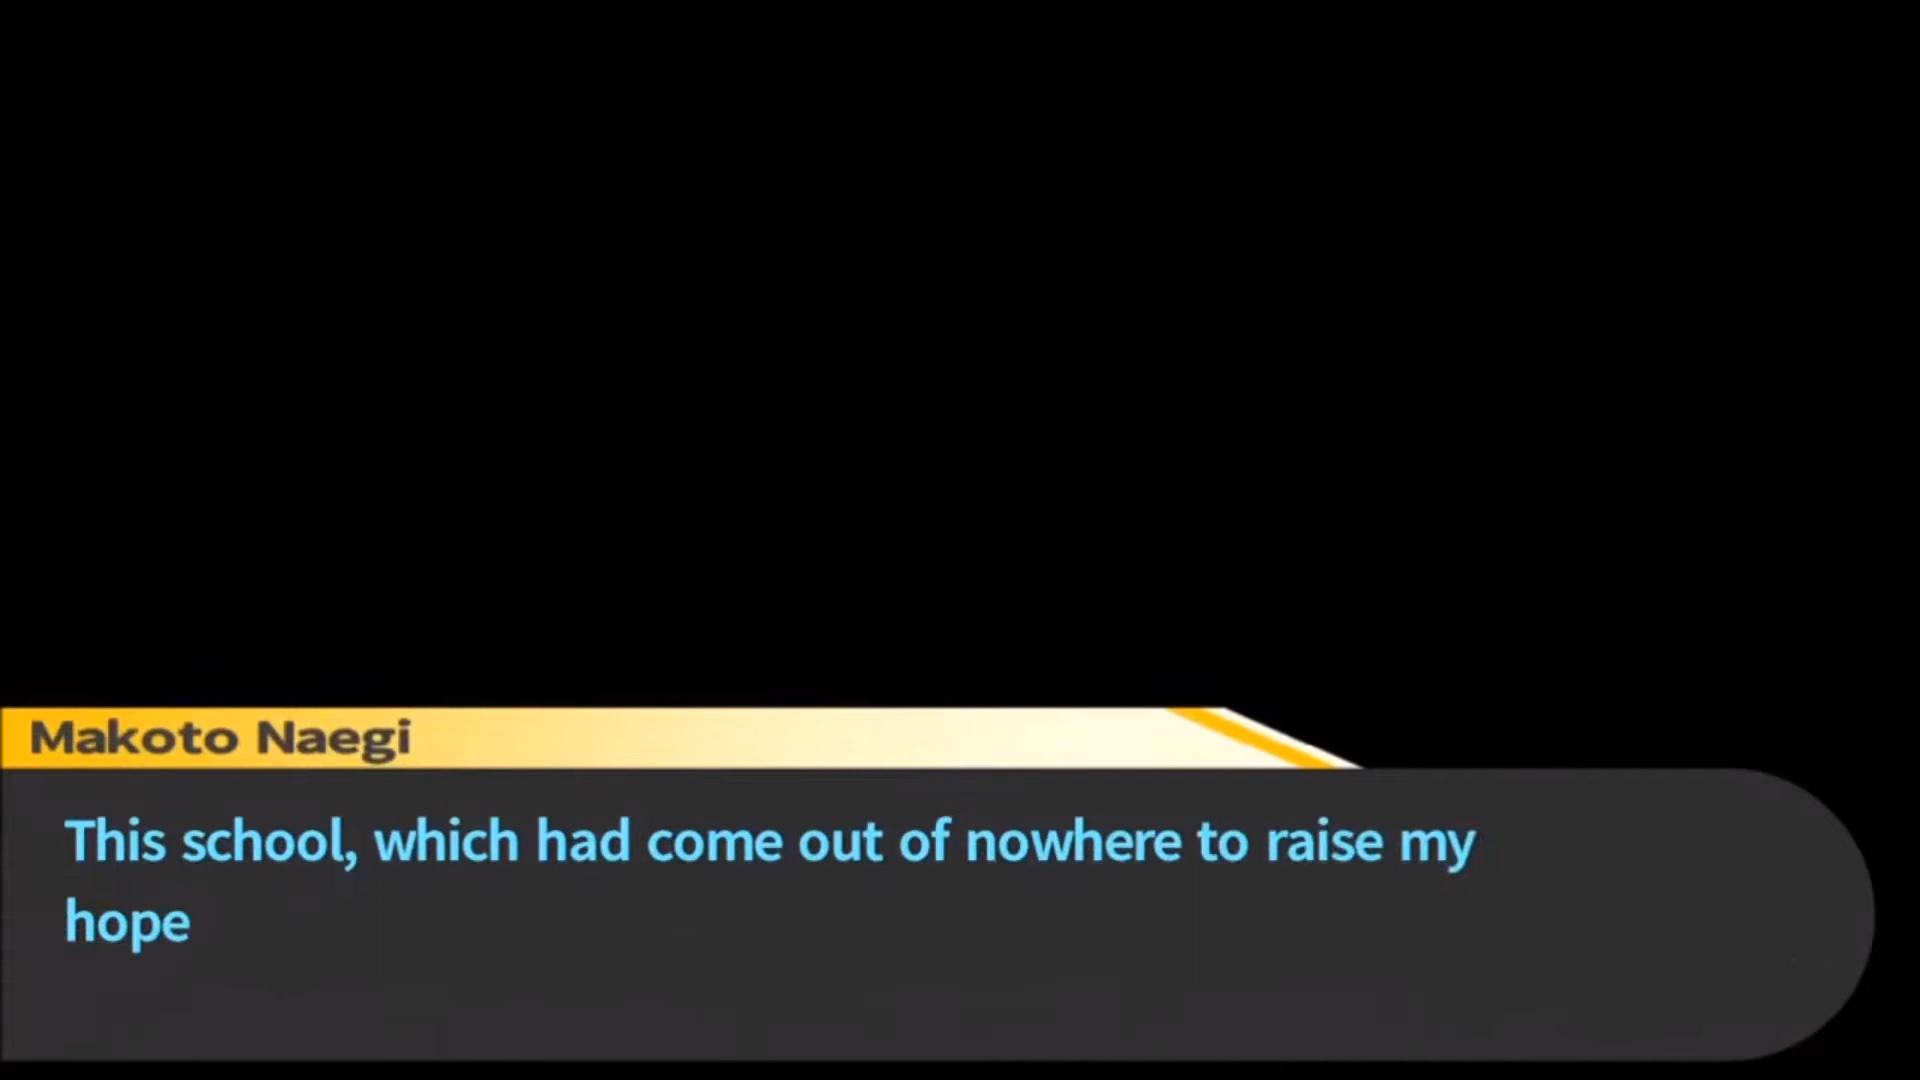 Makoto Naegi
This school, which had come out of nowhere to raise my
hope